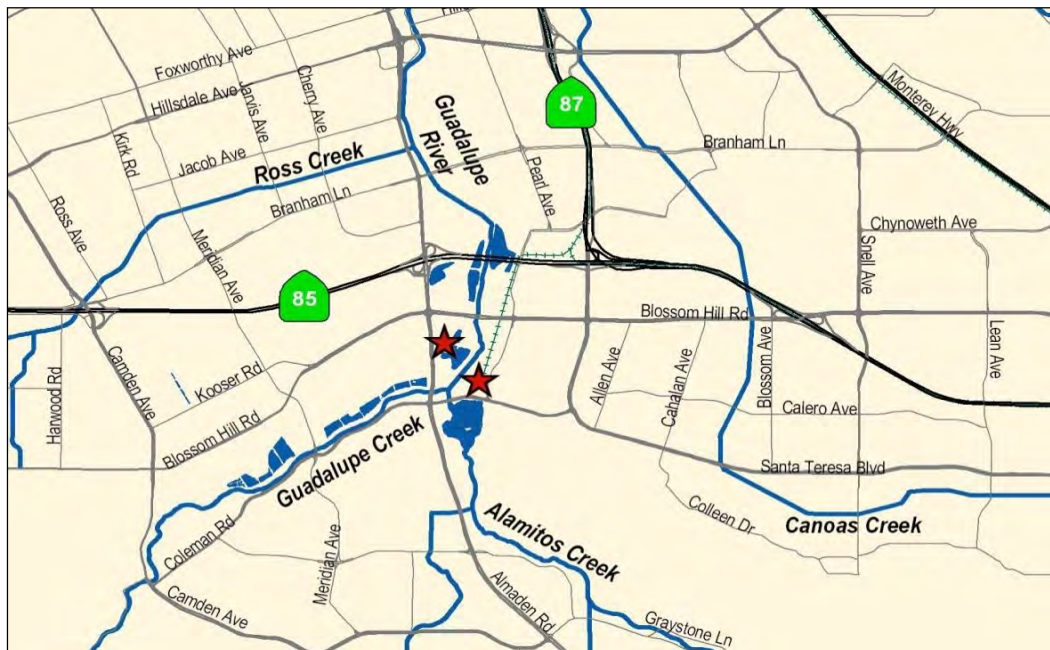 Foxworthy Ave
Hillsdale Ave
Jarvis Ave
Cherry Ave
Kirk Rd
Jacob Ave
Ross Creek
Branham Ln
Guadalupe
River
87
Pearl Ave
Branham Ln
Monterey Hwy
Chynoweth Ave
Snell Ave
Ross Ave
Meridian Ave
85
Blossom Hill Rd
Kooser Rd
Camden Ave
Harwood Rd
Blossom Hill Rd
Allen Ave
Cahalan Ave
Blossom Ave
Lean Ave
Calero Ave
Santa Teresa Blvd
Guadalupe Creek
Colleen Dr
Canoas Creek
Coleman Rd
Meridian Ave
Alamitos Creek
Camden Ave
Almaden Rd
Graystone Ln